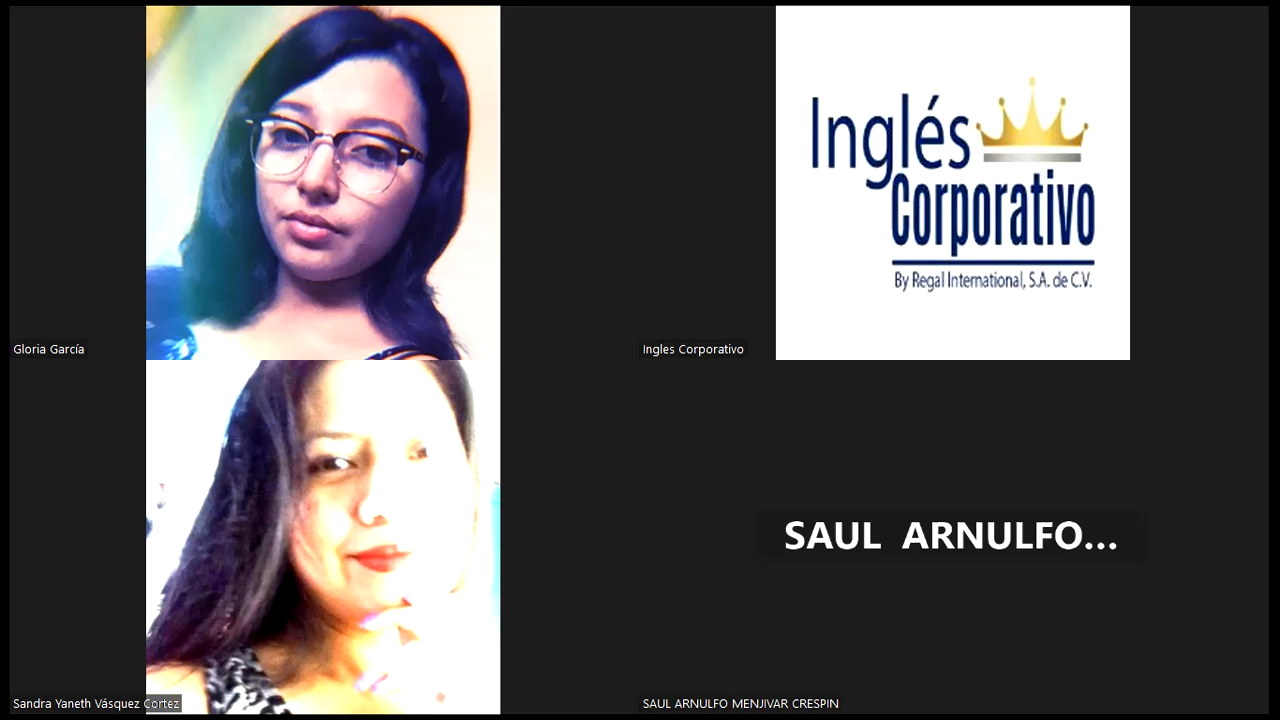 Inglés
Corporativo
By Regal International, S.A. de C.V.
Gloria García
Ingles Corporativo
SAUL ARNULFO...
Sandra Yaneth Vásquez Cortez
SAUL ARNULFO MENJIVAR CRESPIN